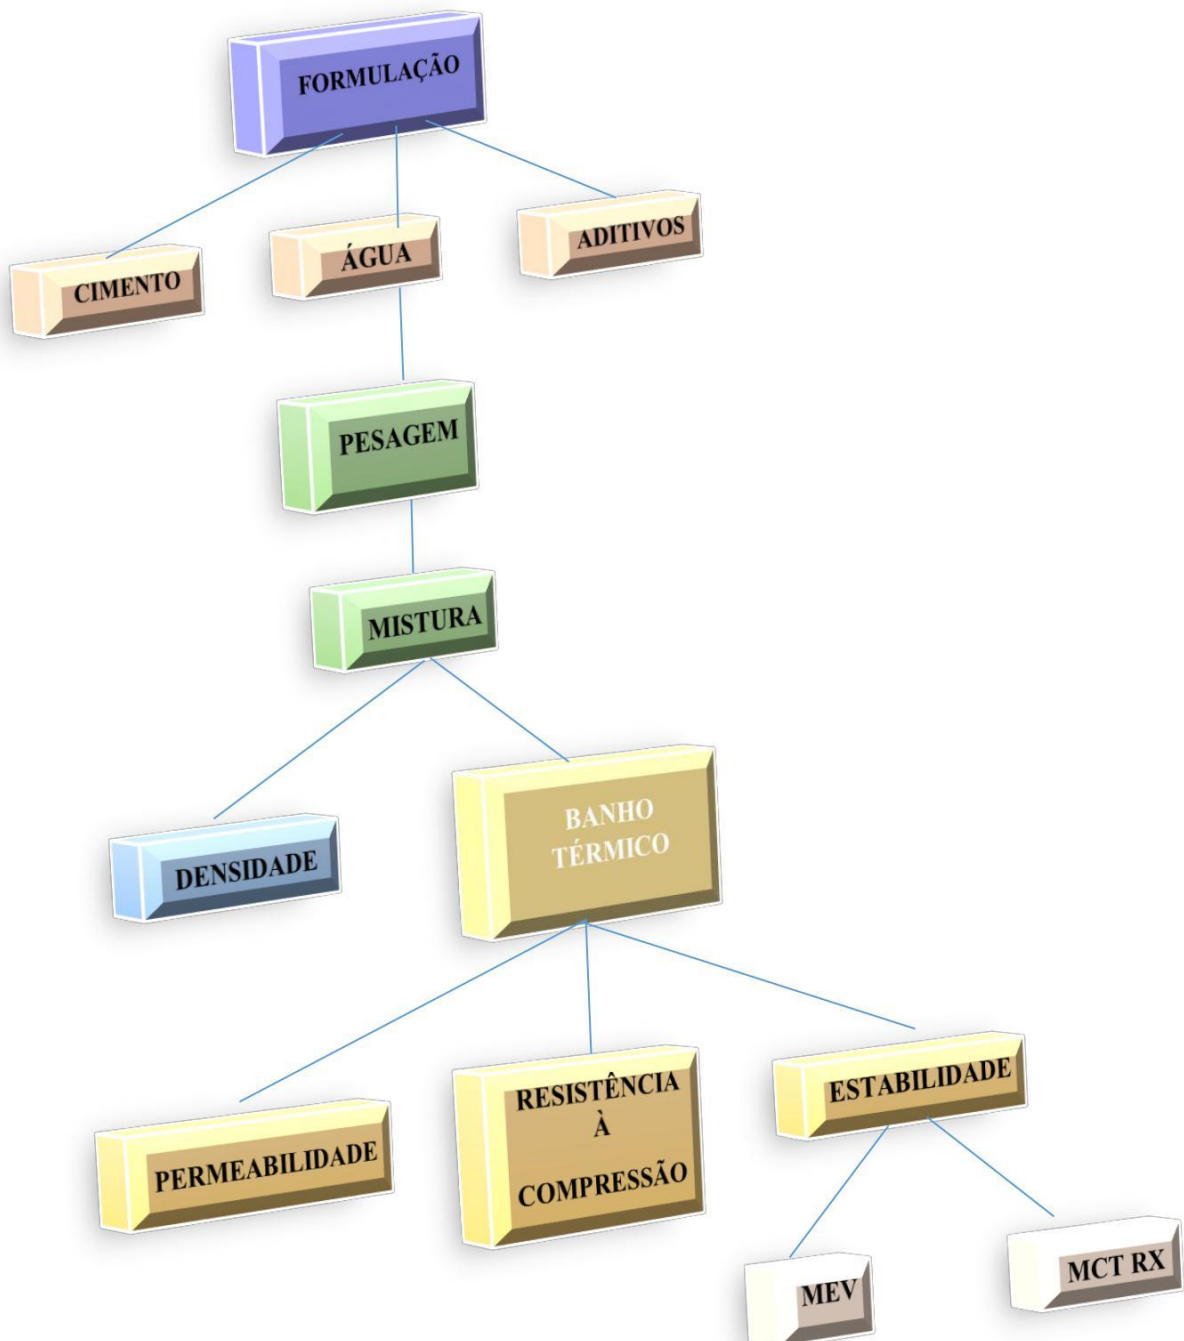 FORMULAÇÃO
CIMENTO
ÁGUA
ADITIVOS
PESAGEM
MISTURA
DENSIDADE
BANHO
TÉRMICO
PERMEABILIDADE
RESISTÊNCIA
À
COMPRESSÃO
ESTABILIDADE
MEV
MCT RX